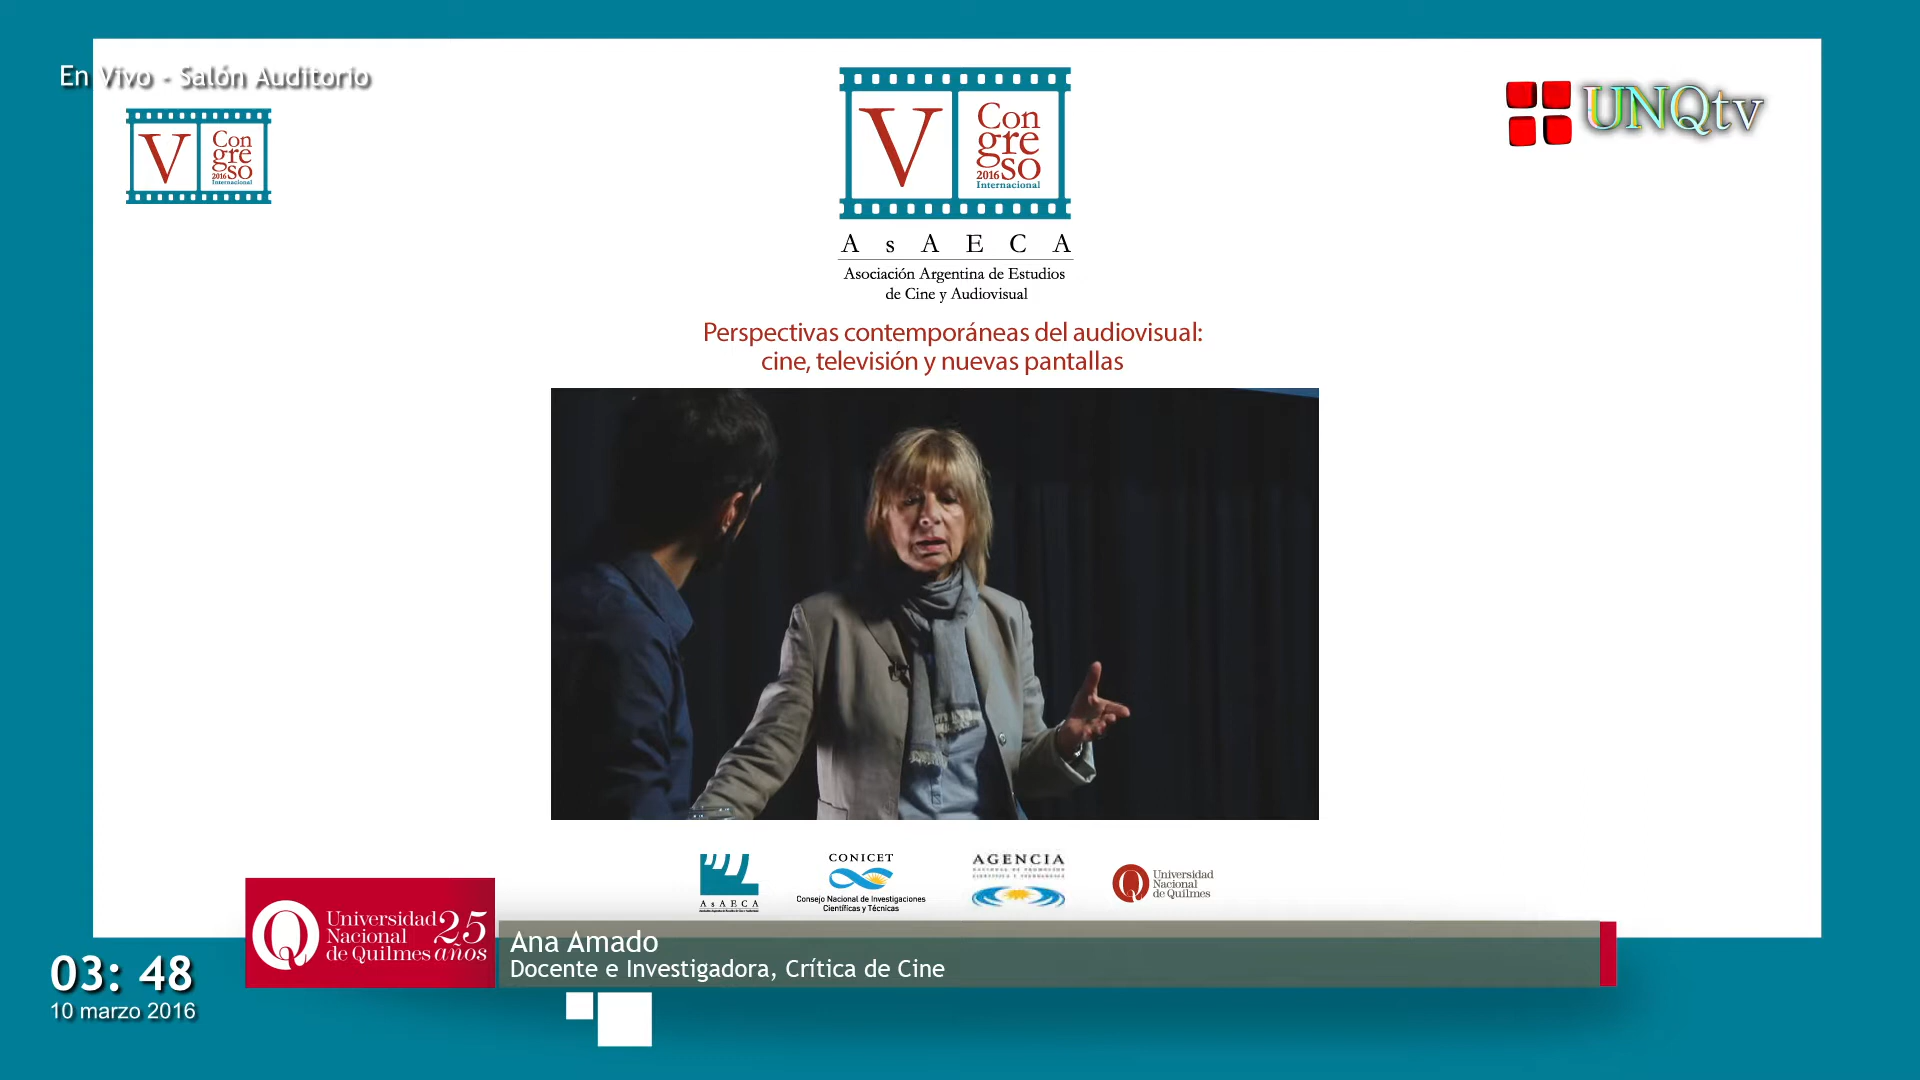 En Vivo - Salón Auditorio
V
Con
gre
2016 so
Internacional
V
Con
gre
2016 so
Internacional
UNQtv
A s A E C A
Asociación Argentina de Estudios
de Cine y Audiovisual
Perspectivas contemporáneas del audiovisual:
cine, televisión y nuevas pantallas
A s A E C A
CONICET
Consejo Nacional de Investigaciones
Científicas y Técnicas
AGENCIA
Universidad
Nacional
de Quilmes
Universidad
Nacional
de Quilmes
25
años
Ana Amado
Docente e Investigadora, Crítica de Cine
03: 48
10 marzo 2016